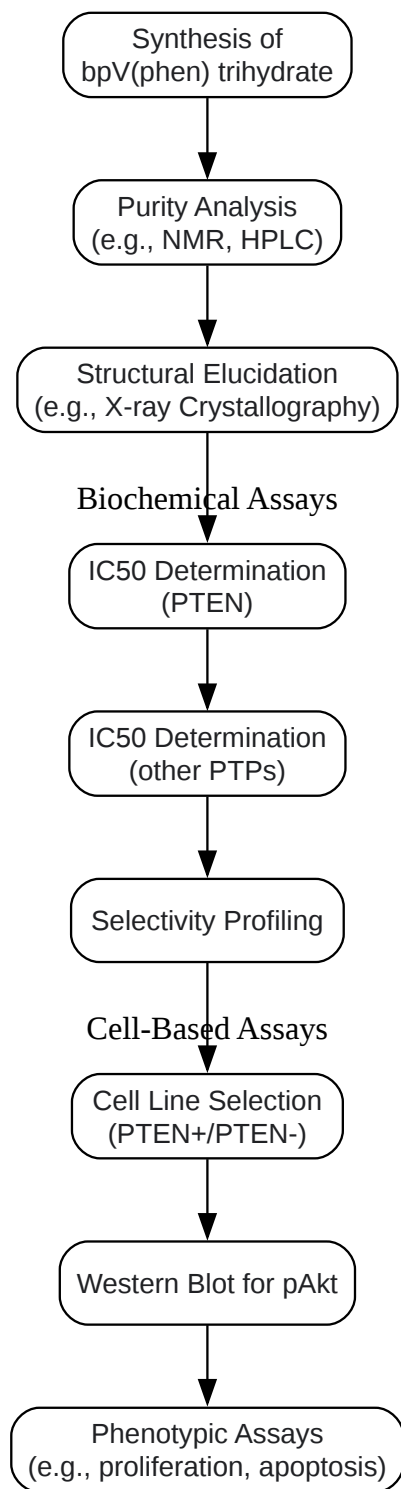 Synthesis of
bpV(phen) trihydrate
Purity Analysis
(e.g., NMR, HPLC)
Structural Elucidation
(e.g., X-ray Crystallography)
Biochemical Assays
IC50 Determination
(PTEN)
IC50 Determination
(other PTPs)
Selectivity Profiling
Cell-Based Assays
Cell Line Selection
(PTEN+/PTEN-)
Western Blot for pAkt
Phenotypic Assays
(e.g., proliferation, apoptosis)